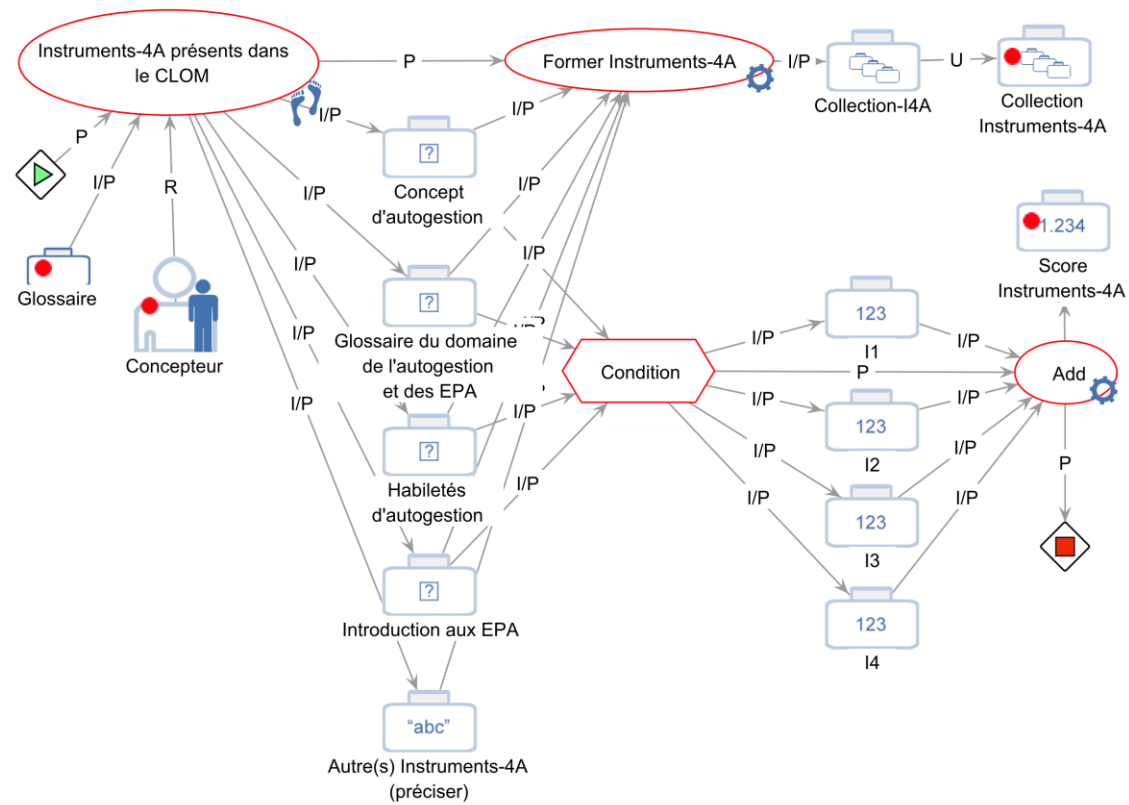 Instruments-4A présents dans
le CLOM
P
Former Instruments-4A
I/P
Collection-I4A
U
Collection
Instruments-4A
I/P
?
Concept
d'autogestion
I/P
P
I/P
R
Glossaire
Concepteur
I/P
I/P
I/P
I/P
I/P
I/P
?
Glossaire du domaine
de l'autogestion
et des EPA
?
Habiletés
d'autogestion
I/P
?
Introduction aux EPA
I/P
"abc"
Autre(s) Instruments-4A
(préciser)
Condition
I/P
P
I/P
I/P
I/P
123
I1
123
I2
123
I3
123
I4
I/P
I/P
I/P
I/P
1.234
Score
Instruments-4A
Add
P